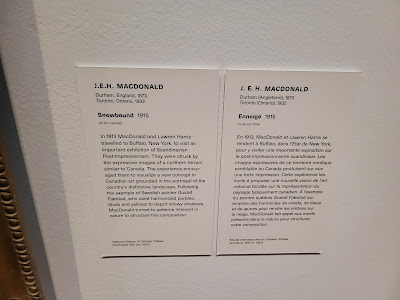 J.E.H. MACDONALD
Durham, England, 1873
Toronto, Ontario, 1932
Snowbound 1915
oil on canvas
In 1913 MacDonald and Lawren Harris
travelled to Buffalo, New York, to visit an
important exhibition of Scandinavian
Post-Impressionism. They were struck by
the expressive images of a northern terrain
similar to Canada. The experience encour-
aged them to visualize a new concept in
Canadian art grounded in the portrayal of the
country's distinctive landscape. Following
the example of Swedish painter Gustaf
Fjæstad, who used harmonized purples,
blues and yellows to depict snowy shadows,
MacDonald turned to patterns inherent in
nature to structure this composition.
National Gallery of Canada, Ottawa
J. E. H. MACDONALD
Durham (Angleterre), 1873
Toronto (Ontario), 1932
Enneigé 1915
huile sur toile
En 1913, MacDonald et Lawren Harris se
rendent à Buffalo, dans l'État de New York,
pour y visiter une importante exposition sur
le post-impressionnisme scandinave. Les
images expressives de ce territoire nordique
semblable au Canada produisent sur eux
une forte impression. Cette expérience les
incite à proposer une nouvelle vision de l'art
national fondée sur la représentation du
paysage typiquement canadien. À l'exemple
du peintre suédois Gustaf Fjæstad qui
emploie des harmonies de violets, de bleus
et de jaunes pour rendre les ombres sur
la neige, MacDonald fait appel aux motifs
présents dans la nature pour structurer
cette composition.
Musée des beaux-arts du Canada, Ottawa